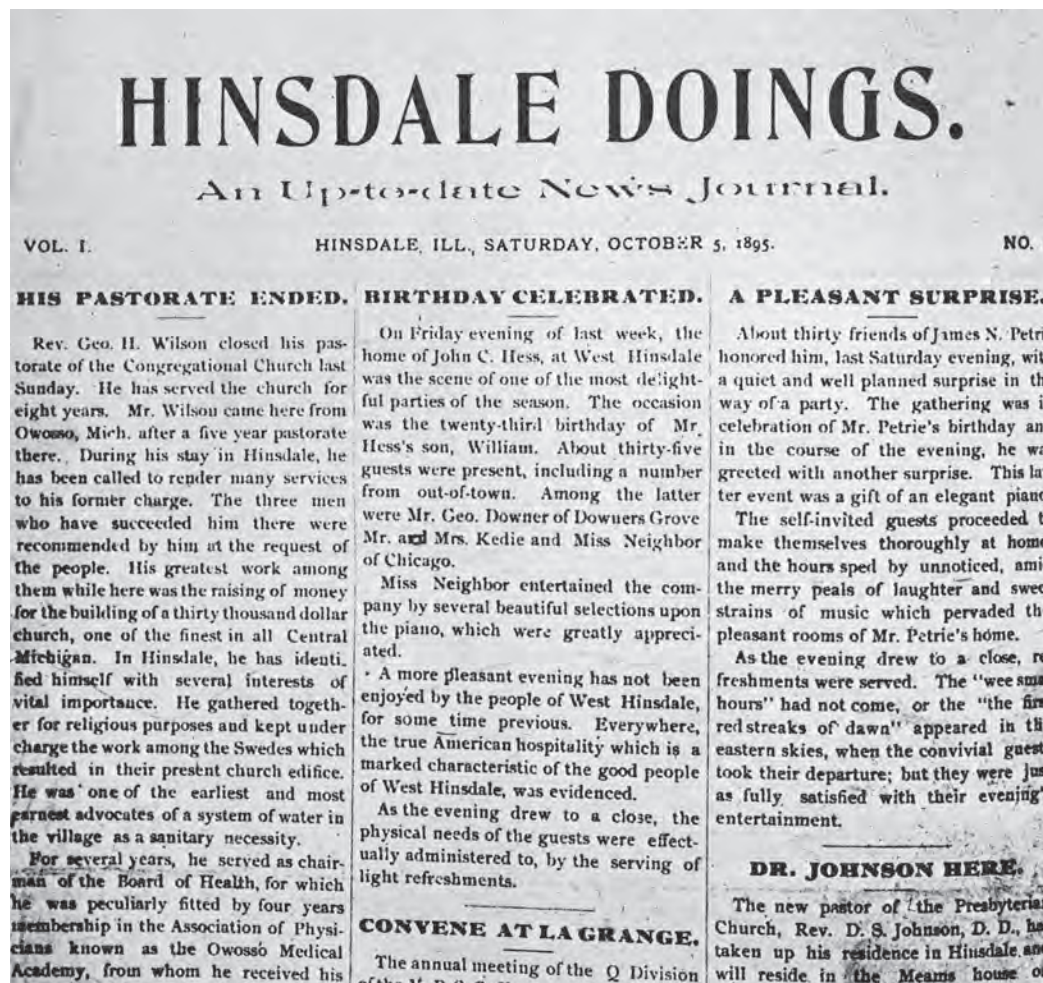 HINSDALE DOINGS.
An Up-to-date News Journal.
VOL. I. HINSDALE, ILL., SATURDAY, OCTOBER 5, 1895. NO.
HIS PASTORATE ENDED.
Rev. Geo. H. Wilson closed his pas-
torate of the Congregational Church last
Sunday. He has served the church for
eight years. Mr. Wilson came here from
Owosso, Mich. after a five year pastorate
there. During his stay in Hinsdale, he
has been called to render many services
to his former charge. The three men
who have succeeded him there were
recommended by him at the request of
the people. His greatest work among
them while here was the raising of money
for the building of a thirty thousand dollar
church, one of the finest in all Central
Michigan. In Hinsdale, he has identi-
fied himself with several interests of
vital importance. He gathered togeth-
er for religious purposes and kept under
charge the work among the Swedes which
resulted in their present church edifice.
He was one of the earliest and most
earnest advocates of a system of water in
the village as a sanitary necessity.
For several years, he served as chair-
man of the Board of Health, for which
he was peculiarly fitted by four years
membership in the Association of Physi-
cians known as the Owosso Medical
Academy, from whom he received his
BIRTHDAY CELEBRATED.
On Friday evening of last week, the
home of John C. Hess, at West Hinsdale
was the scene of one of the most delight-
ful parties of the season. The occasion
was the twenty-third birthday of Mr.
Hess's son, William. About thirty-five
guests were present, including a number
from out-of-town. Among the latter
were Mr. Geo. Downer of Downers Grove
Mr. and Mrs. Kedie and Miss Neighbor
of Chicago.
Miss Neighbor entertained the com-
pany by several beautiful selections upon
the piano, which were greatly appreci-
ated.
A more pleasant evening has not been
enjoyed by the people of West Hinsdale,
for some time previous. Everywhere,
the true American hospitality which is a
marked characteristic of the good people
of West Hinsdale, was evidenced.
As the evening drew to a close, the
physical needs of the guests were effect-
ually administered to, by the serving of
light refreshments.
CONVENE AT LA GRANGE.
The annual meeting of the Q Division
A PLEASANT SURPRISE.
About thirty friends of James N. Petri
honored him, last Saturday evening, wit
a quiet and well planned surprise in th
way of a party. The gathering was i
celebration of Mr. Petrie's birthday an
in the course of the evening, he wa
greeted with another surprise. This la
ter event was a gift of an elegant piano
The self-invited guests proceeded t
make themselves thoroughly at home
and the hours sped by unnoticed, ami
the merry peals of laughter and swee
strains of music which pervaded th
pleasant rooms of Mr. Petrie's home.
As the evening drew to a close, re
freshments were served. The "wee sma
hours" had not come, or the "the firs
red streaks of dawn" appeared in th
eastern skies, when the convivial guest
took their departure; but they were jus
as fully satisfied with their evening'
entertainment.
DR. JOHNSON HERE.
The new pastor of the Presbyteria
Church, Rev. D. S. Johnson, D. D., ha
taken up his residence in Hinsdale and
will reside in the Meams house o